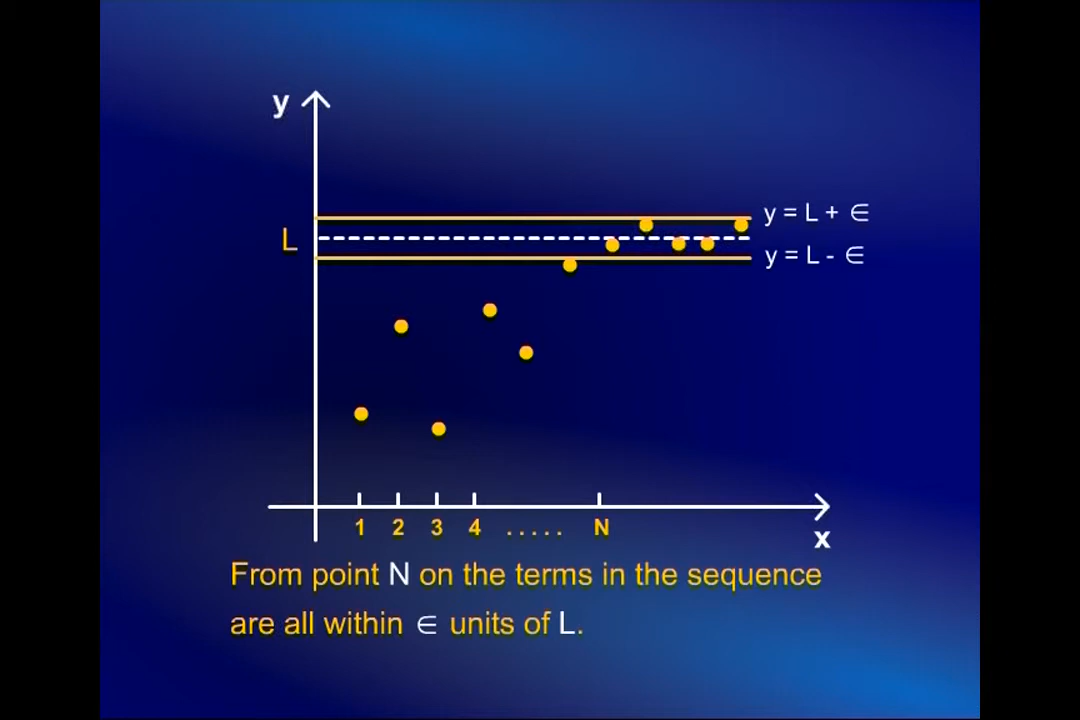 y
y = L + ∈
L
y = L - ∈
1 2 3 4 ..... N
x
From point N on the terms in the sequence
are all within ∈ units of L.